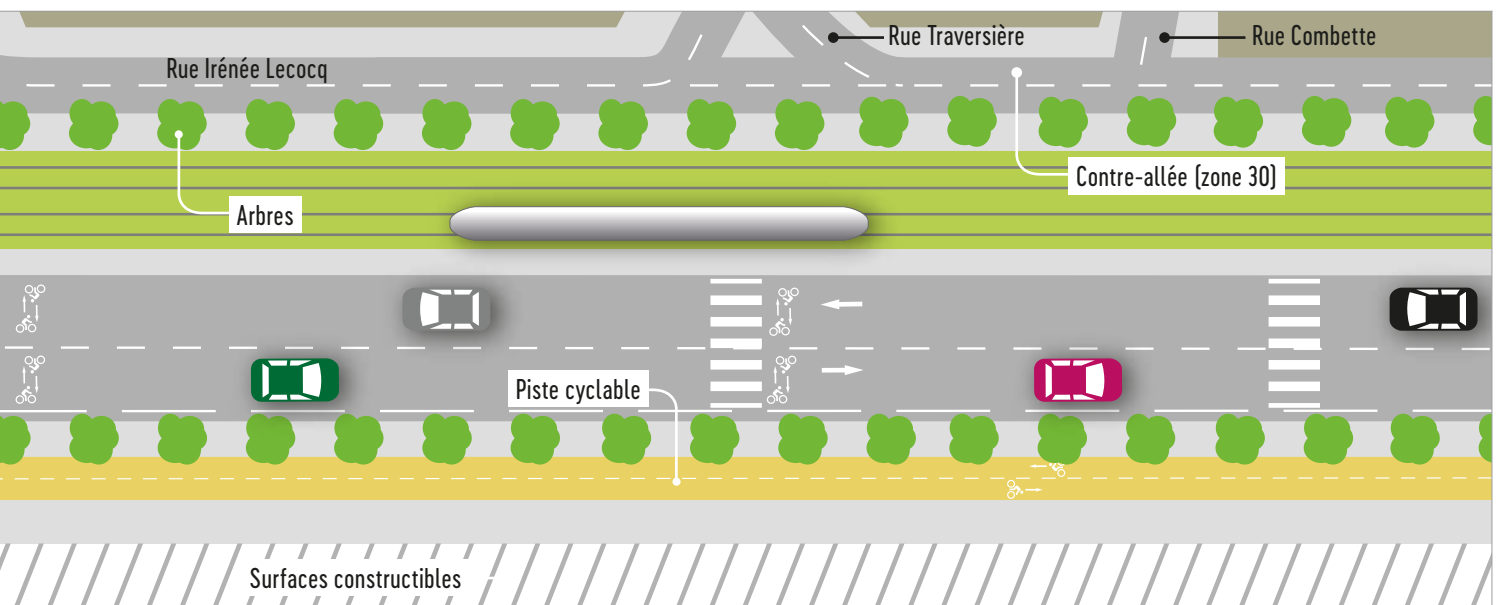 Rue Traversière
Rue Combette
Rue Irénée Lecocq
Contre-allée (zone 30)
Arbres
Piste cyclable
Surfaces constructibles